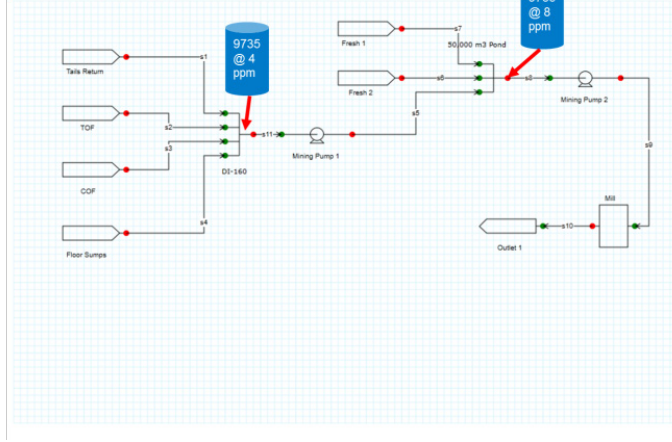 @ 8
ppm
Fresh 1
s7
50,000 m3 Pond
9735
@ 4
ppm
Tails Return
s1
Fresh 2
s6
s8
Mining Pump 2
TOF
s2
s3
s11
Mining Pump 1
s5
s9
COF
DI-160
s4
Mill
Floor Sumps
s10
Outlet 1